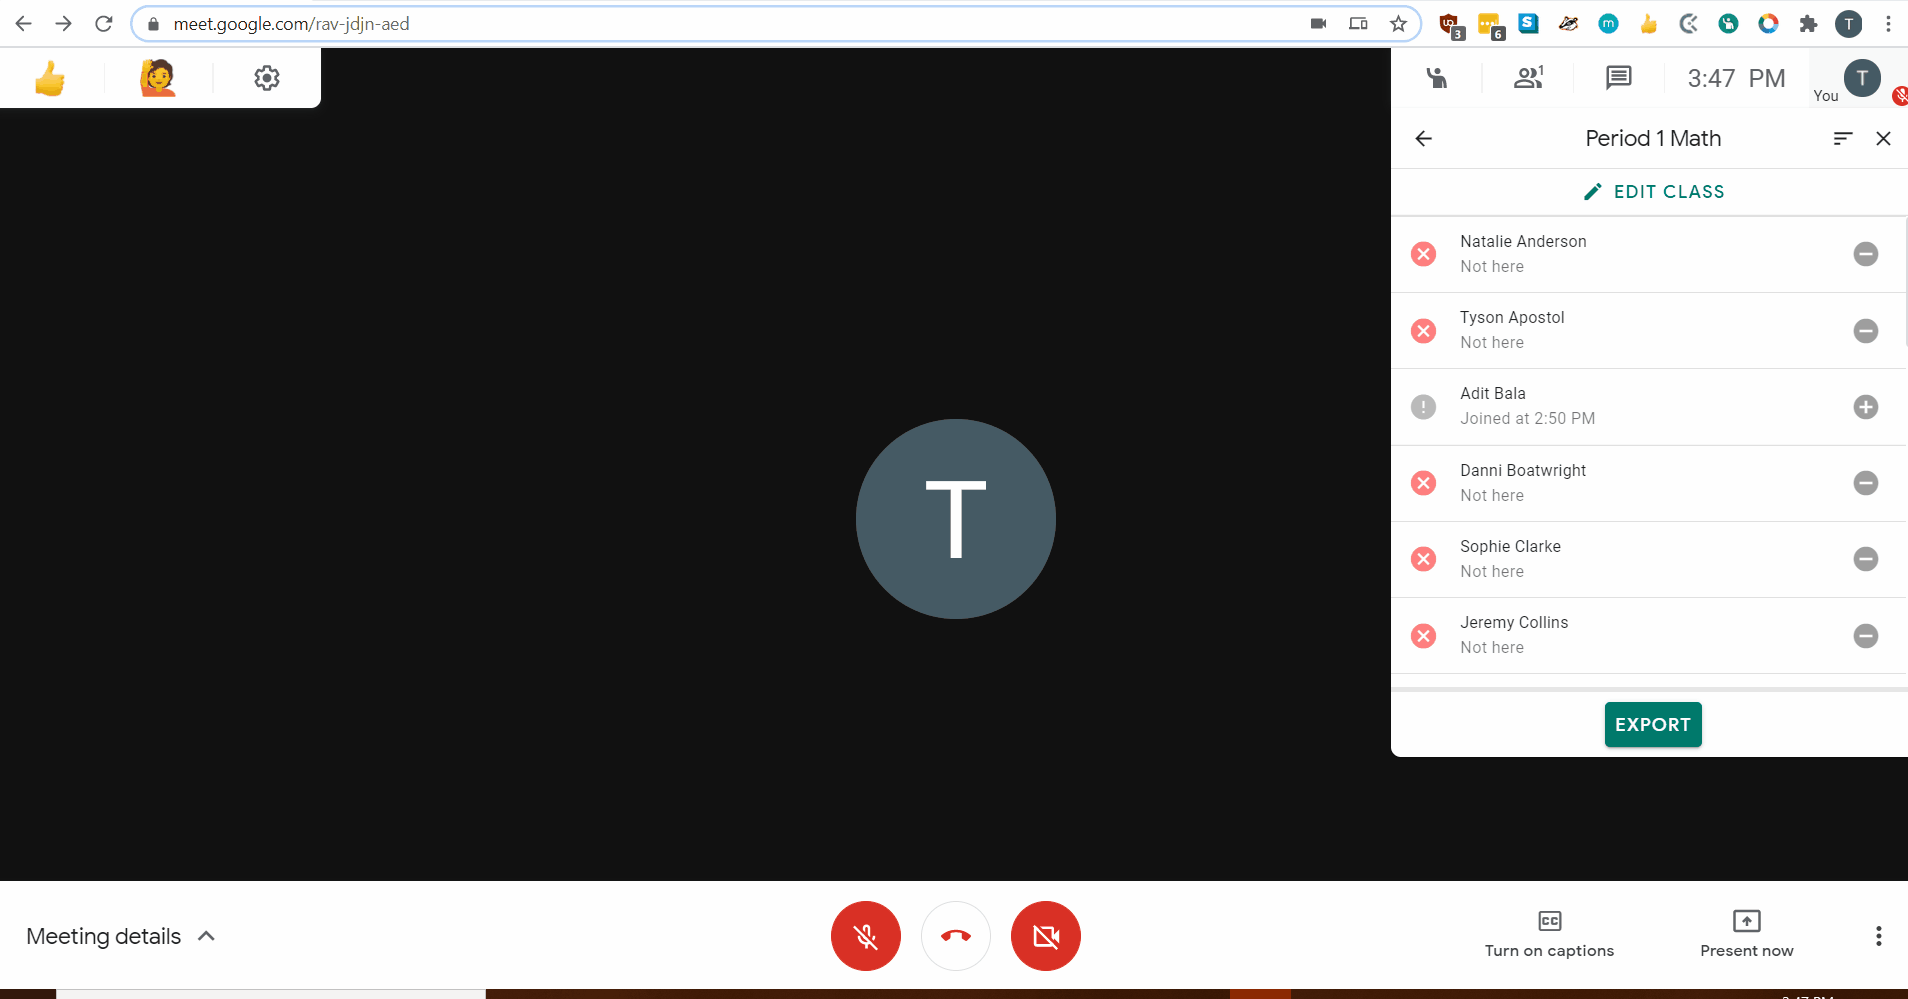 meet.google.com/rav-jdjn-aed
3
6
S
m
T
1
3:47 PM
You
T
Period 1 Math
EDIT CLASS
Natalie Anderson
Not here
Tyson Apostol
Not here
Adit Bala
Joined at 2:50 PM
Danni Boatwright
Not here
Sophie Clarke
Not here
Jeremy Collins
Not here
EXPORT
T
Meeting details
CC
Turn on captions
Present now